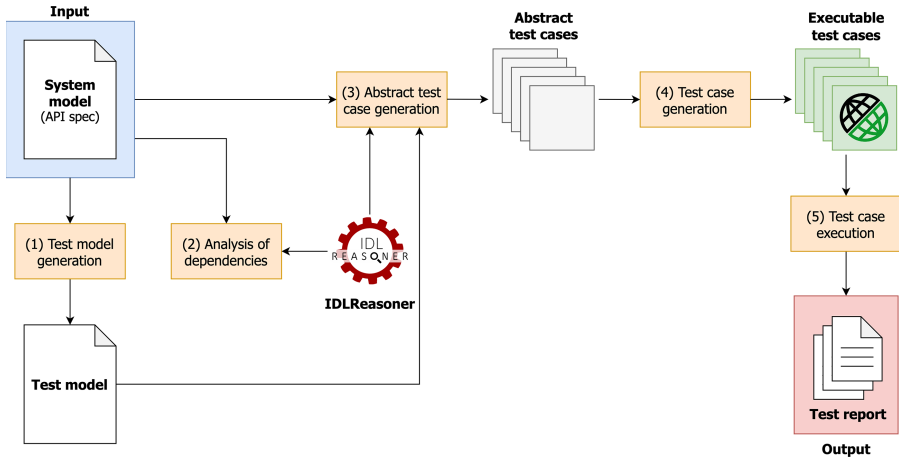 Input
System
model
(API spec)
(1) Test model
generation
Test model
(2) Analysis of
dependencies
IDL
REASONER
IDLReasoner
(3) Abstract test
case generation
Abstract
test cases
(4) Test case
generation
Executable
test cases
(5) Test case
execution
Test report
Output